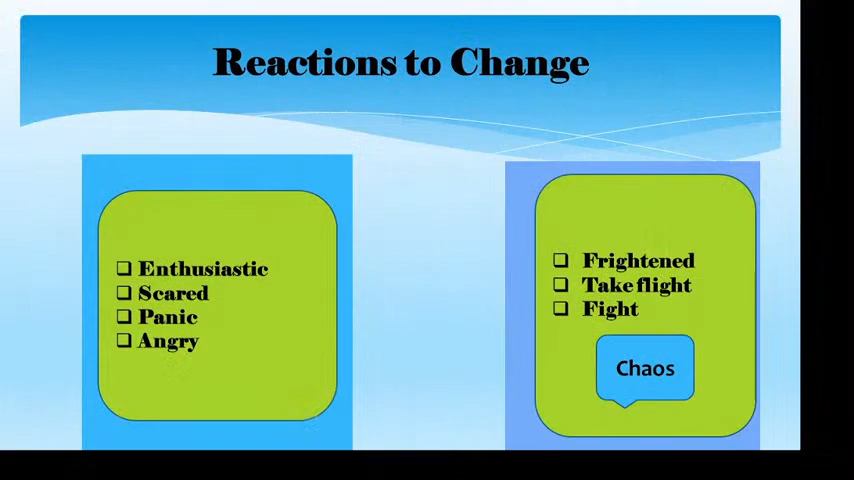 Reactions to Change
Enthusiastic
Scared
Panic
Angry
Frightened
Take flight
Fight
Chaos